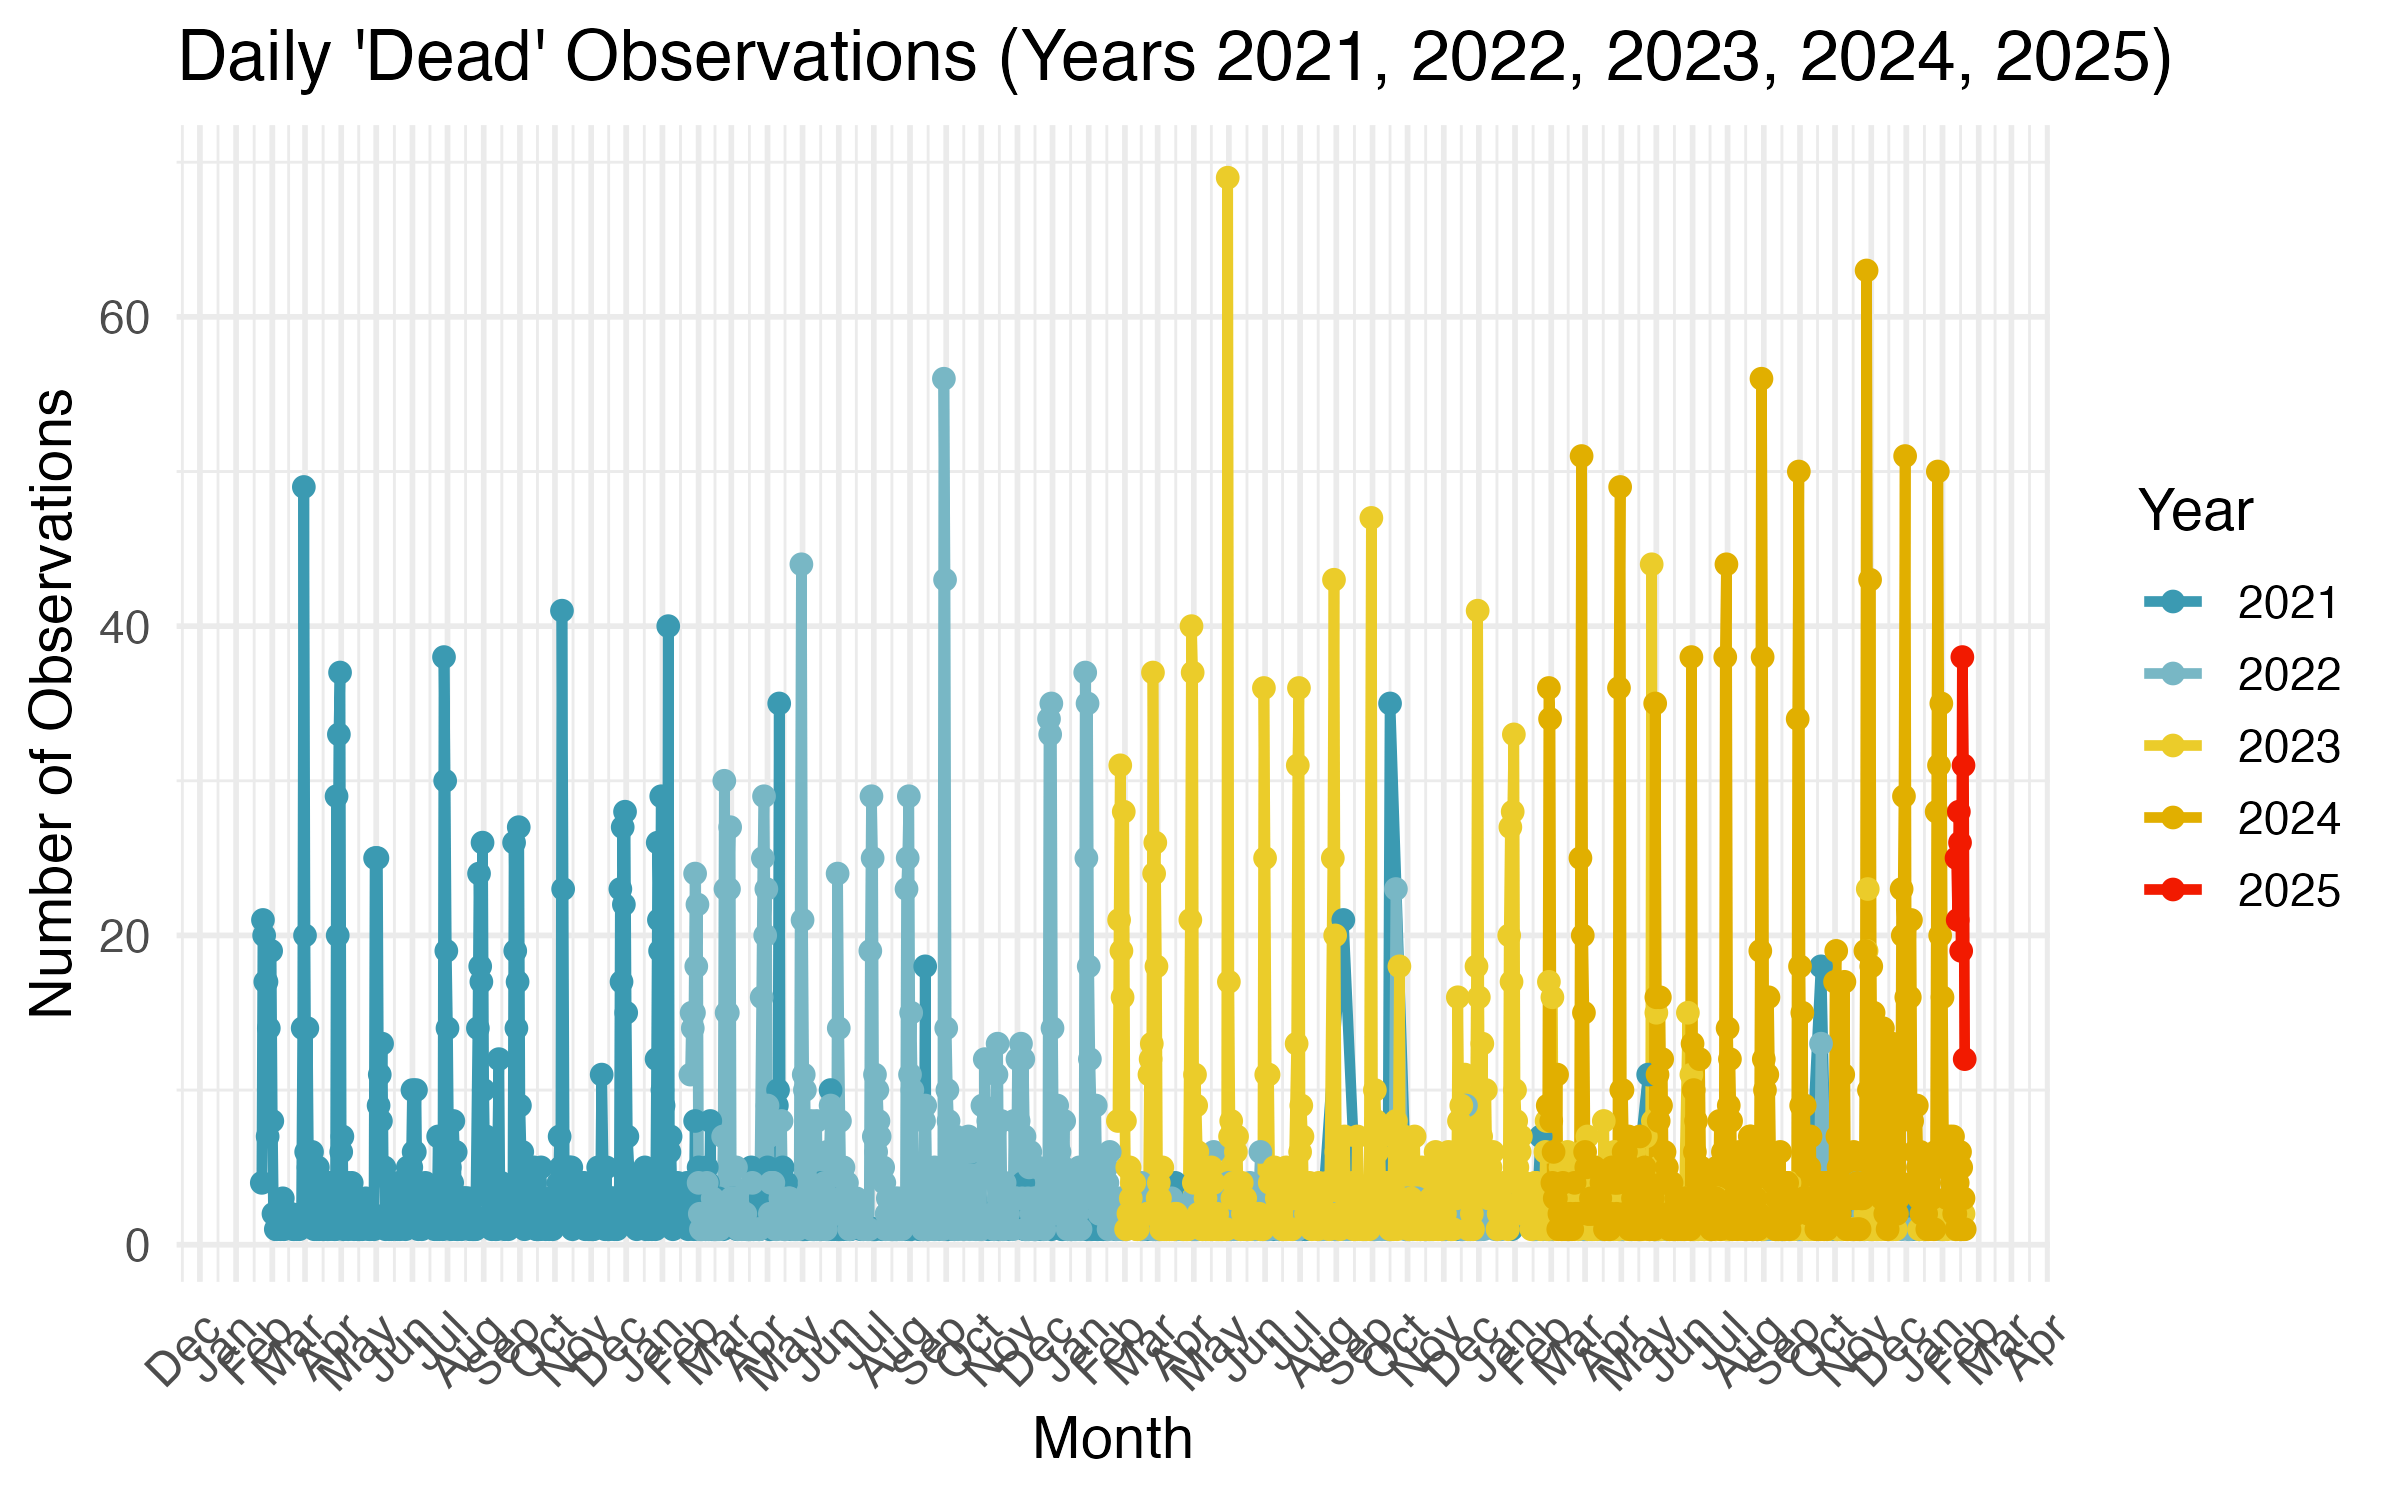 Daily 'Dead' Observations (Years 2021, 2022, 2023, 2024, 2025)
Number of Observations
60
40
20
0
Dec Jan Feb Mar Apr May Jun Jul Aug Sep Oct Nov Dec Jan Feb Mar Apr May Jun Jul Aug Sep Oct Nov Dec Jan Feb Mar Apr May Jun Jul Aug Sep Oct Nov Dec Jan Feb Mar Apr May Jun Jul Aug Sep Oct Nov Dec Jan Feb Mar Apr
Month
Year
2021
2022
2023
2024
2025